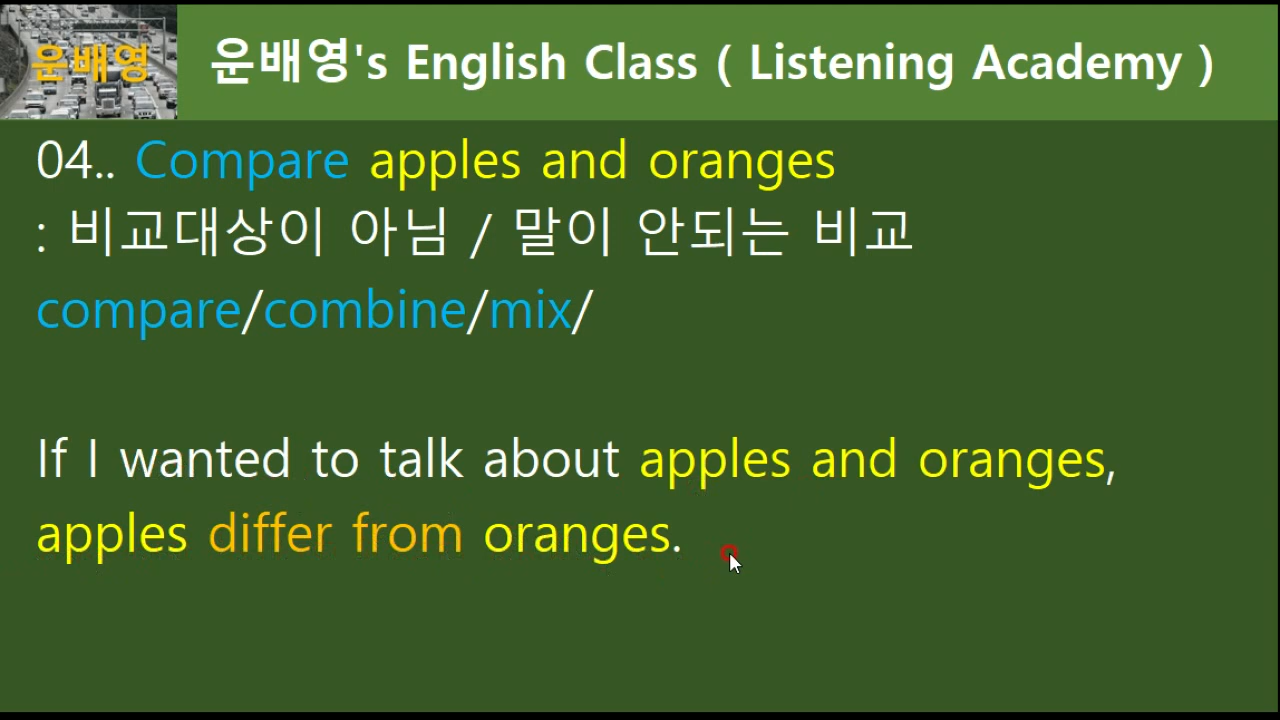 운배영
운배영's English Class ( Listening Academy )
04.. Compare apples and oranges
: 비교대상이 아님 / 말이 안되는 비교
compare/combine/mix/
If I wanted to talk about apples and oranges,
apples differ from oranges.